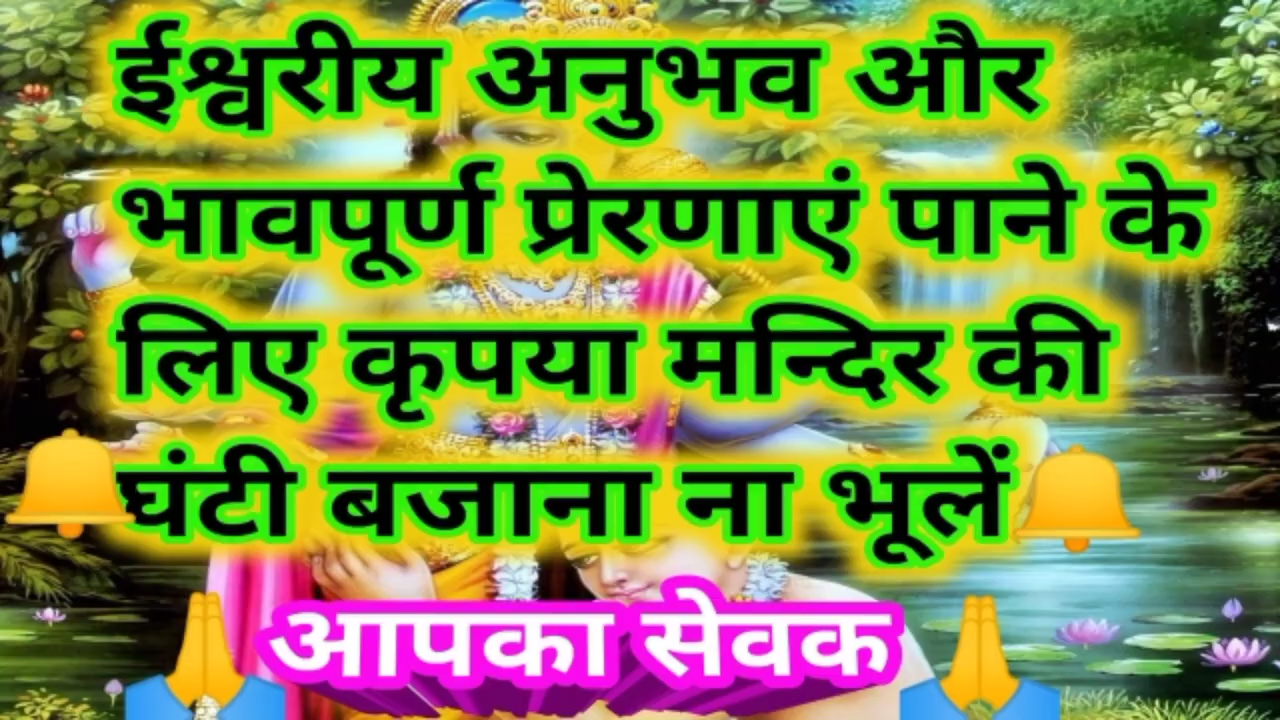 ईश्वरीय अनुभव और
भावपूर्ण प्रेरणाएं पाने के
लिए कृपया मन्दिर की
घंटी बजाना ना भूलें
आपका सेवक